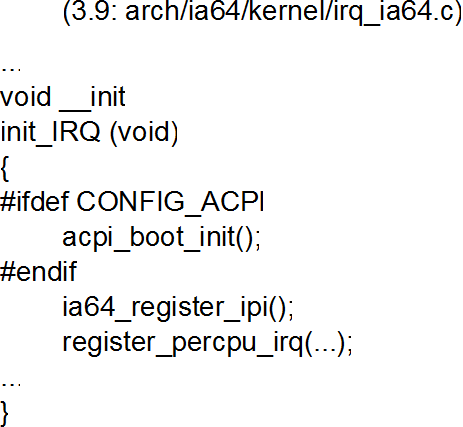 (3.9: arch/ia64/kernel/irq_ia64.c)
...
void __init
init_IRQ (void)
{
#ifdef CONFIG_ACPI
acpi_boot_init();
#endif
ia64_register_ipi();
register_percpu_irq(...);
...
}